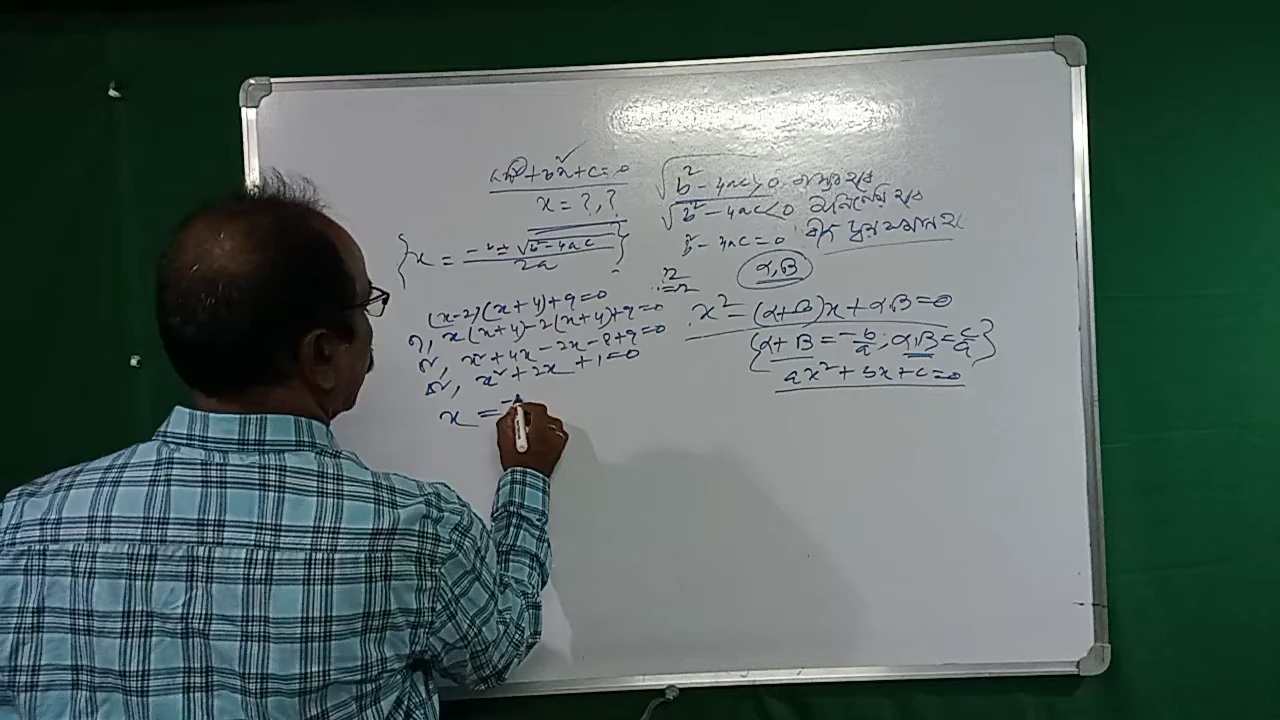 ax²+bx+c=0
x = ?, ?
{x = (-b ± √(b²-4ac)) / 2a}
(x-2)(x+4)+9=0
বা, x(x+4)-2(x+4)+9=0
বা, x²+4x-2x-8+9=0
বা, x²+2x+1=0
x = -
√b²-4ac>0
√b²-4ac<0
b²-4ac=0
α,β
x²-(α+β)x+αβ=0
{α+β = -b/a, αβ = c/a}
ax²+bx+c=0